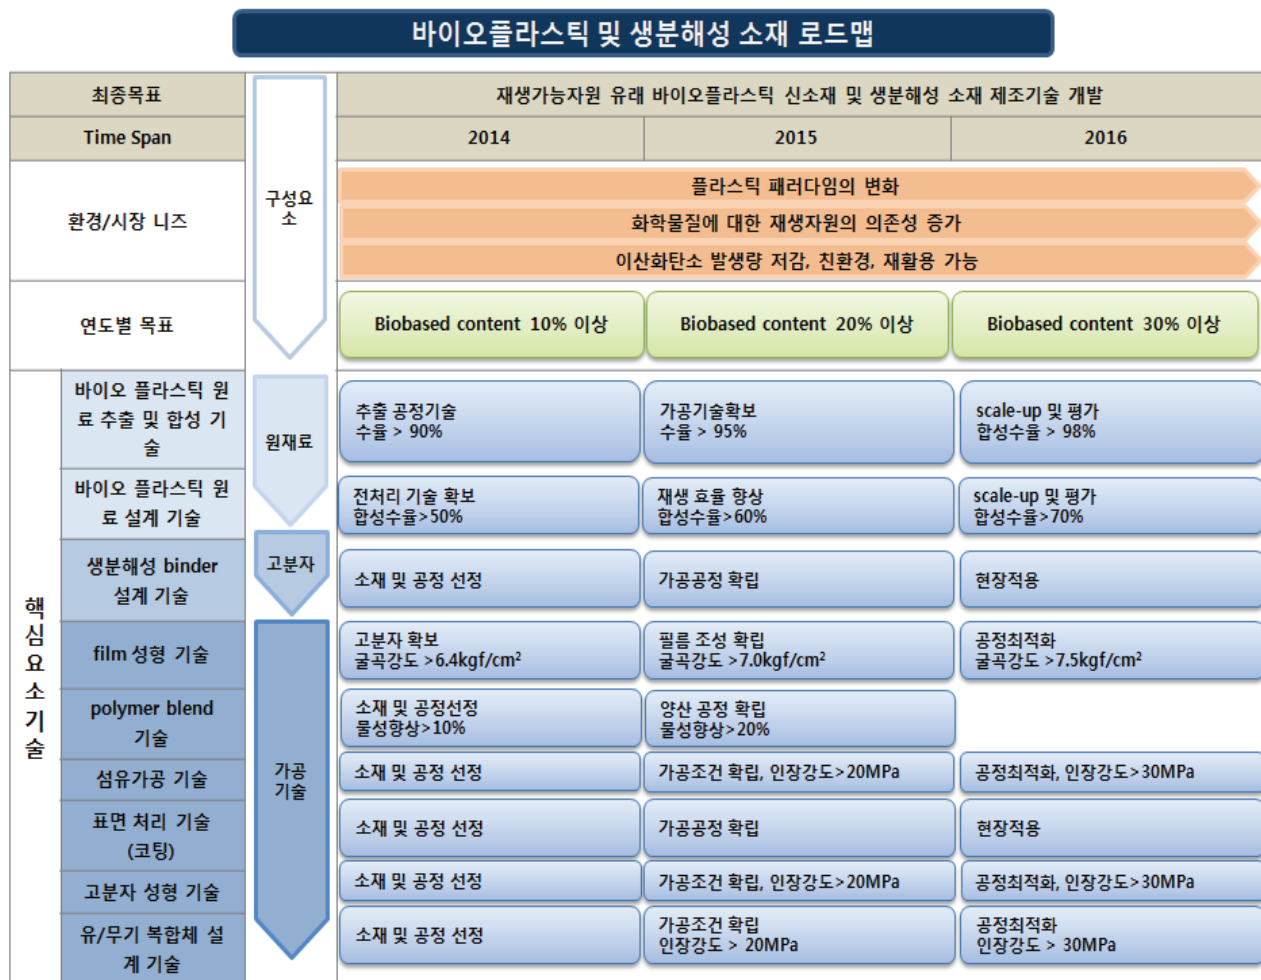 바이오플라스틱 및 생분해성 소재 로드맵
최종목표
재생가능자원 유래 바이오플라스틱 신소재 및 생분해성 소재 제조기술 개발
Time Span
2014
2015
2016
구성요
소
환경/시장 니즈
플라스틱 패러다임의 변화
화학물질에 대한 재생자원의 의존성 증가
이산화탄소 발생량 저감, 친환경, 재활용 가능
연도별 목표
Biobased content 10% 이상
Biobased content 20% 이상
Biobased content 30% 이상
핵
심
요
소
기
술
원재료
바이오 플라스틱 원
료 추출 및 합성 기
술
추출 공정기술
수율 > 90%
가공기술확보
수율 > 95%
scale-up 및 평가
합성수율 > 98%
바이오 플라스틱 원
료 설계 기술
전처리 기술 확보
합성수율>50%
재생 효율 향상
합성수율>60%
scale-up 및 평가
합성수율>70%
고분자
생분해성 binder
설계 기술
소재 및 공정 선정
가공공정 확립
현장적용
가공
기술
film 성형 기술
고분자 확보
굴곡강도 >6.4kgf/cm²
필름 조성 확립
굴곡강도 >7.0kgf/cm²
공정최적화
굴곡강도 >7.5kgf/cm²
polymer blend
기술
소재 및 공정선정
물성향상>10%
양산 공정 확립
물성향상>20%
섬유가공 기술
소재 및 공정 선정
가공조건 확립, 인장강도>20MPa
공정최적화, 인장강도>30MPa
표면 처리 기술
(코팅)
소재 및 공정 선정
가공공정 확립
현장적용
고분자 성형 기술
소재 및 공정 선정
가공조건 확립, 인장강도>20MPa
공정최적화, 인장강도>30MPa
유/무기 복합체 설
계 기술
소재 및 공정 선정
가공조건 확립
인장강도 > 20MPa
공정최적화
인장강도 > 30MPa